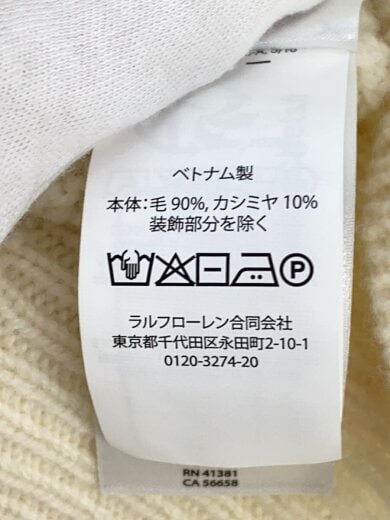 ベトナム製
本体：毛 90%, カシミヤ 10%
装飾部分を除く
P
ラルフローレン合同会社
東京都千代田区永田町2-10-1
0120-3274-20
RN 41381
CA 56658